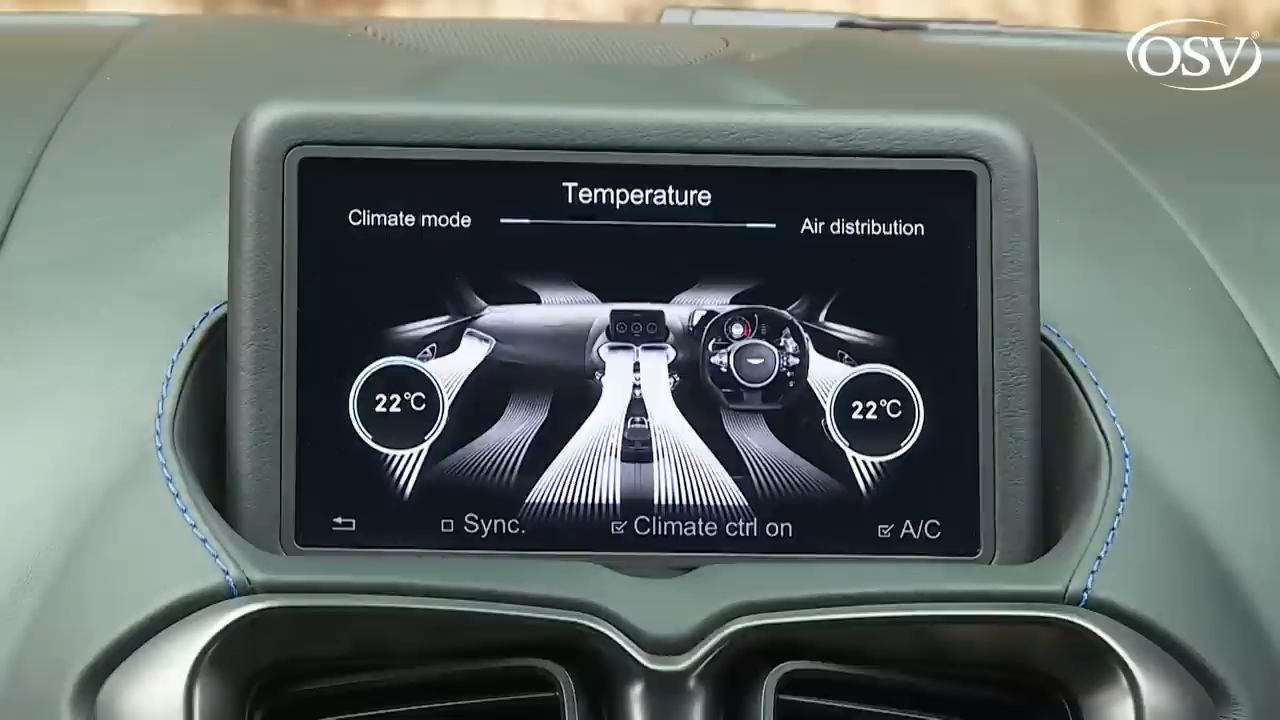 OSV
Temperature
Climate mode
Air distribution
22°C
22°C
Sync.
Climate ctrl on
A/C